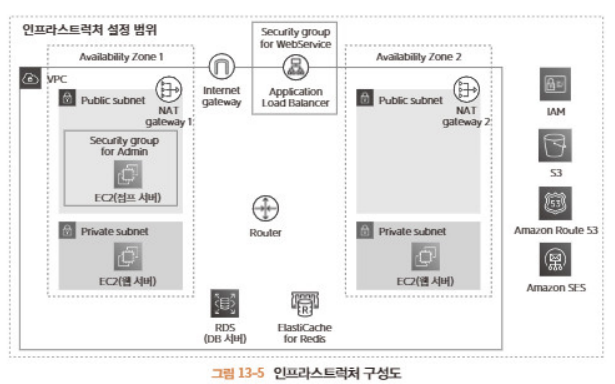 인프라스트럭처 설정 범위
Security group
for WebService
Availability Zone 1
Availability Zone 2
VPC
Internet
gateway
Application
Load Balancer
Public subnet
NAT
gateway 1
Public subnet
NAT
gateway 2
IAM
Security group
for Admin
EC2(점프 서버)
S3
53
Amazon Route 53
Router
Private subnet
EC2(웹 서버)
Private subnet
EC2(웹 서버)
Amazon SES
R
RDS
(DB 서버)
ElastiCache
for Redis
그림 13-5 인프라스트럭처 구성도